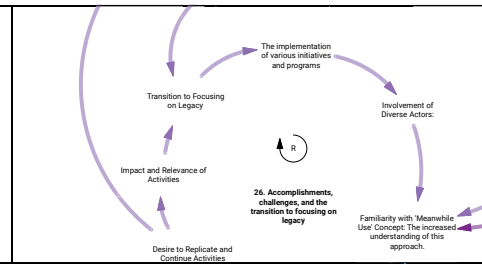 The implementation
of various initiatives
and programs
Transition to Focusing
on Legacy
Involvement of
Diverse Actors:
R
Impact and Relevance of
Activities
26. Accomplishments,
challenges, and the
transition to focusing on
legacy
Familiarity with 'Meanwhile
Use' Concept: The increased
understanding of this
approach.
Desire to Replicate and
Continue Activities